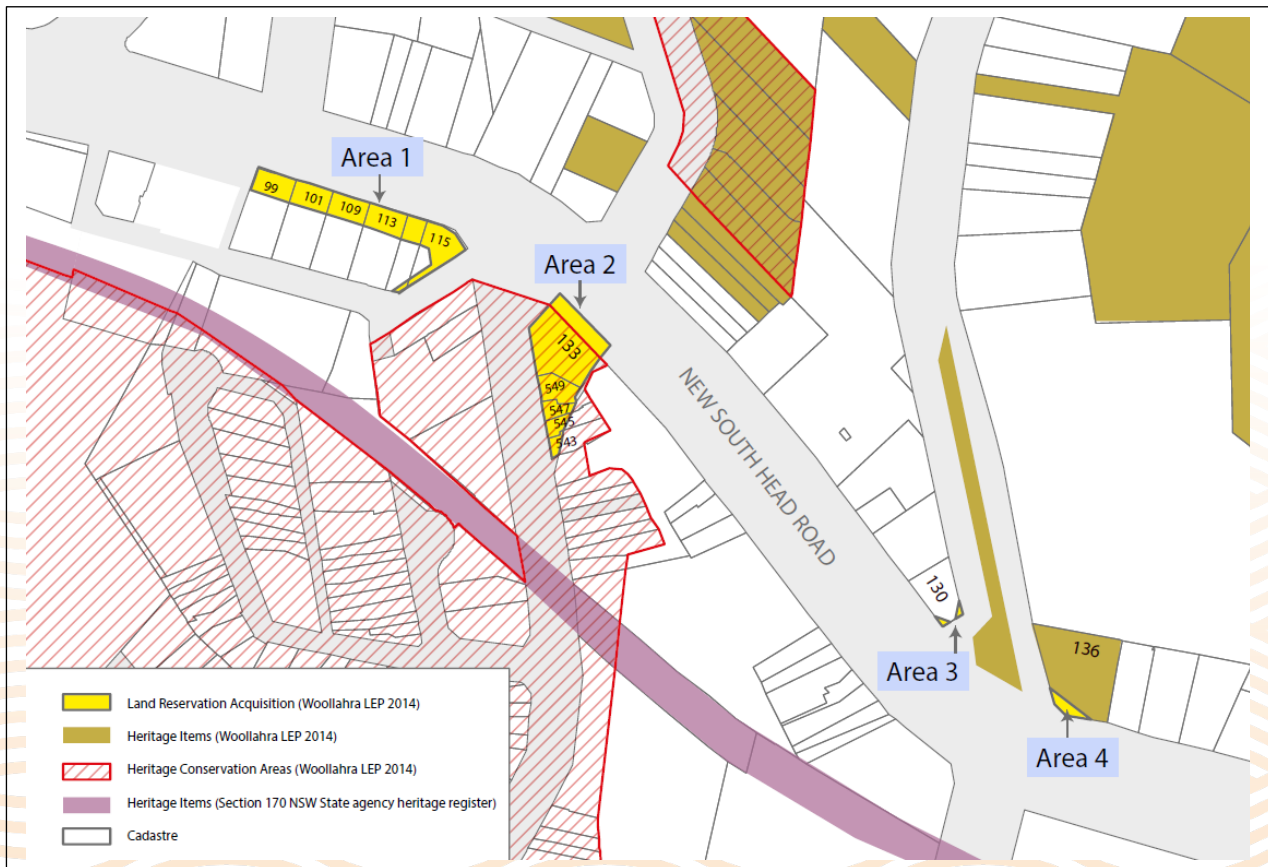 Area 1
99
101
109
113
115
Area 2
133
549
547
545
543
NEW SOUTH HEAD ROAD
130
Area 3
136
Area 4
Land Reservation Acquisition (Woollahra LEP 2014)
Heritage Items (Woollahra LEP 2014)
Heritage Conservation Areas (Woollahra LEP 2014)
Heritage Items (Section 170 NSW State agency heritage register)
Cadastre